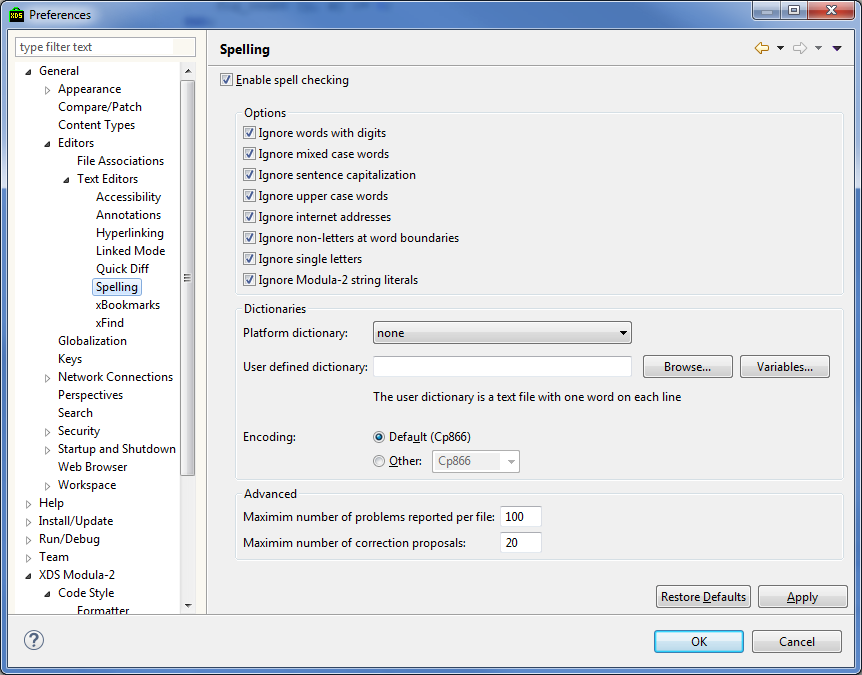 XDS Preferences
type filter text
General
Appearance
Compare/Patch
Content Types
Editors
File Associations
Text Editors
Accessibility
Annotations
Hyperlinking
Linked Mode
Quick Diff
Spelling
xBookmarks
xFind
Globalization
Keys
Network Connections
Perspectives
Search
Security
Startup and Shutdown
Web Browser
Workspace
Help
Install/Update
Run/Debug
Team
XDS Modula-2
Code Style
Formatter
Spelling
Enable spell checking
Options
Ignore words with digits
Ignore mixed case words
Ignore sentence capitalization
Ignore upper case words
Ignore internet addresses
Ignore non-letters at word boundaries
Ignore single letters
Ignore Modula-2 string literals
Dictionaries
Platform dictionary: none
User defined dictionary: Browse... Variables...
The user dictionary is a text file with one word on each line
Encoding: Default (Cp866)
Other: Cp866
Advanced
Maximim number of problems reported per file: 100
Maximum number of correction proposals: 20
Restore Defaults Apply
? OK Cancel